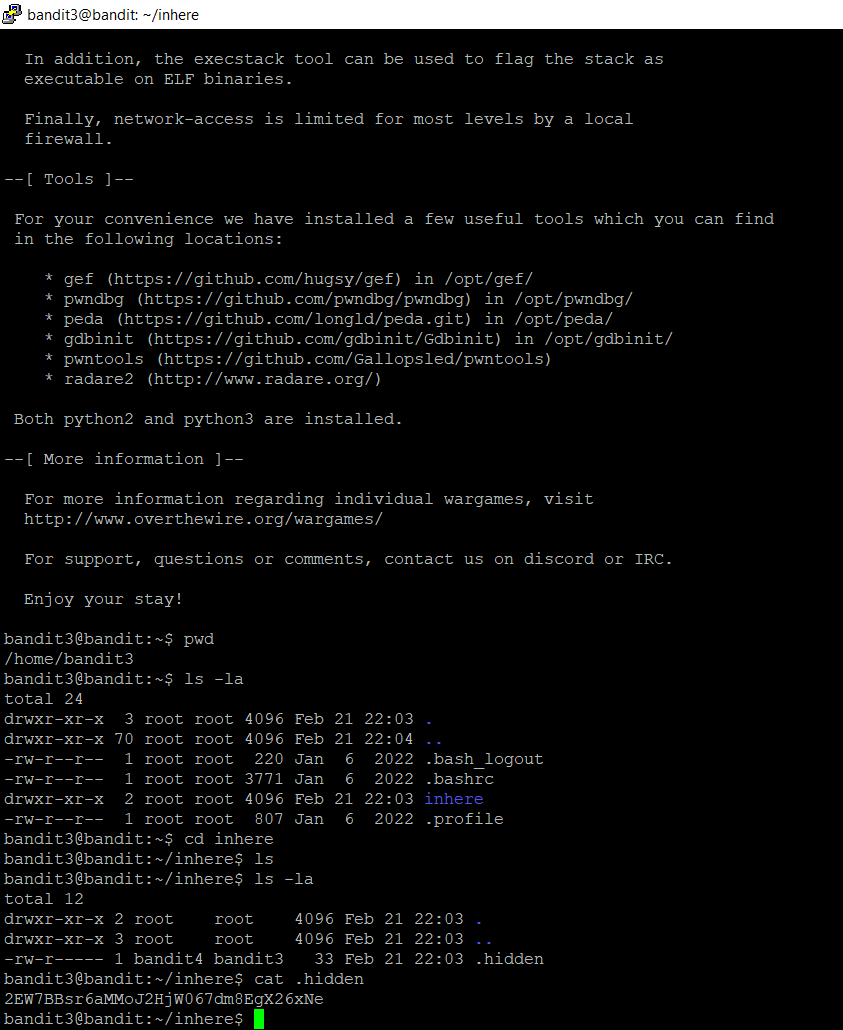 bandit3@bandit: ~/inhere
In addition, the execstack tool can be used to flag the stack as
executable on ELF binaries.
Finally, network-access is limited for most levels by a local
firewall.
--[ Tools ]--
For your convenience we have installed a few useful tools which you can find
in the following locations:
* gef (https://github.com/hugsy/gef) in /opt/gef/
* pwndbg (https://github.com/pwndbg/pwndbg) in /opt/pwndbg/
* peda (https://github.com/longld/peda.git) in /opt/peda/
* gdbinit (https://github.com/gdbinit/Gdbinit) in /opt/gdbinit/
* pwntools (https://github.com/Gallopsled/pwntools)
* radare2 (http://www.radare.org/)
Both python2 and python3 are installed.
--[ More information ]--
For more information regarding individual wargames, visit
http://www.overthewire.org/wargames/
For support, questions or comments, contact us on discord or IRC.
Enjoy your stay!
bandit3@bandit:~$ pwd
/home/bandit3
bandit3@bandit:~$ ls -la
total 24
drwxr-xr-x  3 root root 4096 Feb 21 22:03 .
drwxr-xr-x 70 root root 4096 Feb 21 22:04 ..
-rw-r--r--  1 root root  220 Jan  6  2022 .bash_logout
-rw-r--r--  1 root root 3771 Jan  6  2022 .bashrc
drwxr-xr-x  2 root root 4096 Feb 21 22:03 inhere
-rw-r--r--  1 root root  807 Jan  6  2022 .profile
bandit3@bandit:~$ cd inhere
bandit3@bandit:~/inhere$ ls
bandit3@bandit:~/inhere$ ls -la
total 12
drwxr-xr-x 2 root    root    4096 Feb 21 22:03 .
drwxr-xr-x 3 root    root    4096 Feb 21 22:03 ..
-rw-r----- 1 bandit4 bandit3   33 Feb 21 22:03 .hidden
bandit3@bandit:~/inhere$ cat .hidden
2EW7BBsr6aMMoJ2HjW067dm8EgX26xNe
bandit3@bandit:~/inhere$